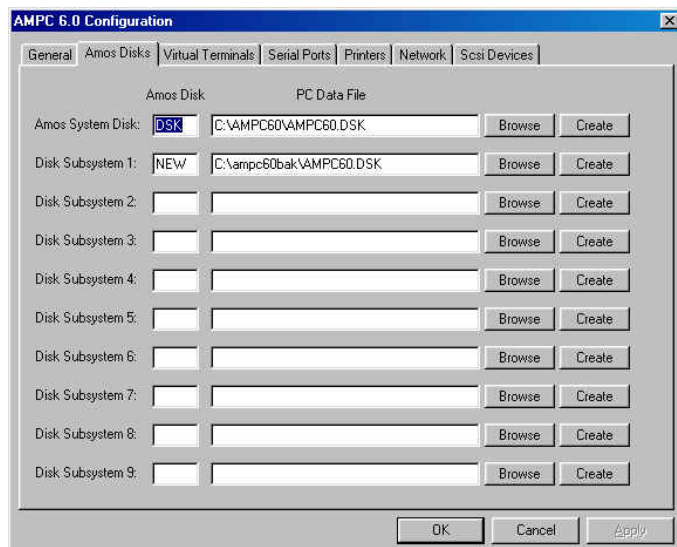 AMPC 6.0 Configuration
General Amos Disks Virtual Terminals Serial Ports Printers Network Scsi Devices
Amos Disk PC Data File
Amos System Disk: DSK C:\AMPC60\AMPC60.DSK Browse Create
Disk Subsystem 1: NEW C:\ampc60bak\AMPC60.DSK Browse Create
Disk Subsystem 2: Browse Create
Disk Subsystem 3: Browse Create
Disk Subsystem 4: Browse Create
Disk Subsystem 5: Browse Create
Disk Subsystem 6: Browse Create
Disk Subsystem 7: Browse Create
Disk Subsystem 8: Browse Create
Disk Subsystem 9: Browse Create
OK Cancel Apply